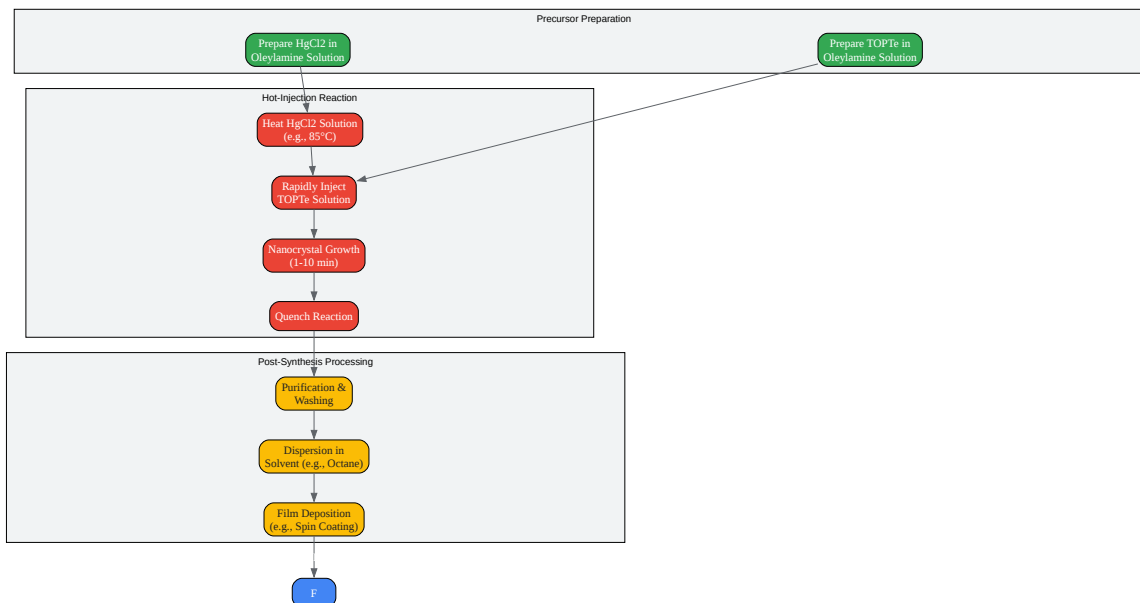 Precursor Preparation
Prepare HgCl2 in
Oleylamine Solution
Prepare TOPTe in
Oleylamine Solution
Hot-Injection Reaction
Heat HgCl2 Solution
(e.g., 85°C)
Rapidly Inject
TOPTe Solution
Nanocrystal Growth
(1-10 min)
Quench Reaction
Post-Synthesis Processing
Purification &
Washing
Dispersion in
Solvent (e.g., Octane)
Film Deposition
(e.g., Spin Coating)
F